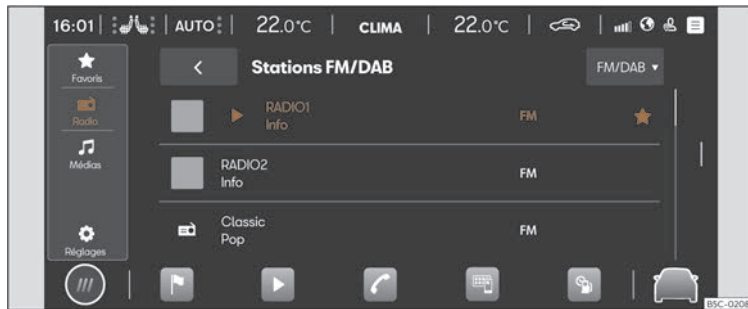 16:01 AUTO 22.0°C CLIMA 22.0°C
Favoris
Radio
Médias
Réglages
Stations FM/DAB FM/DAB
RADIO1 FM
Info
RADIO2 FM
Info
Classic FM
Pop
B5C-0208